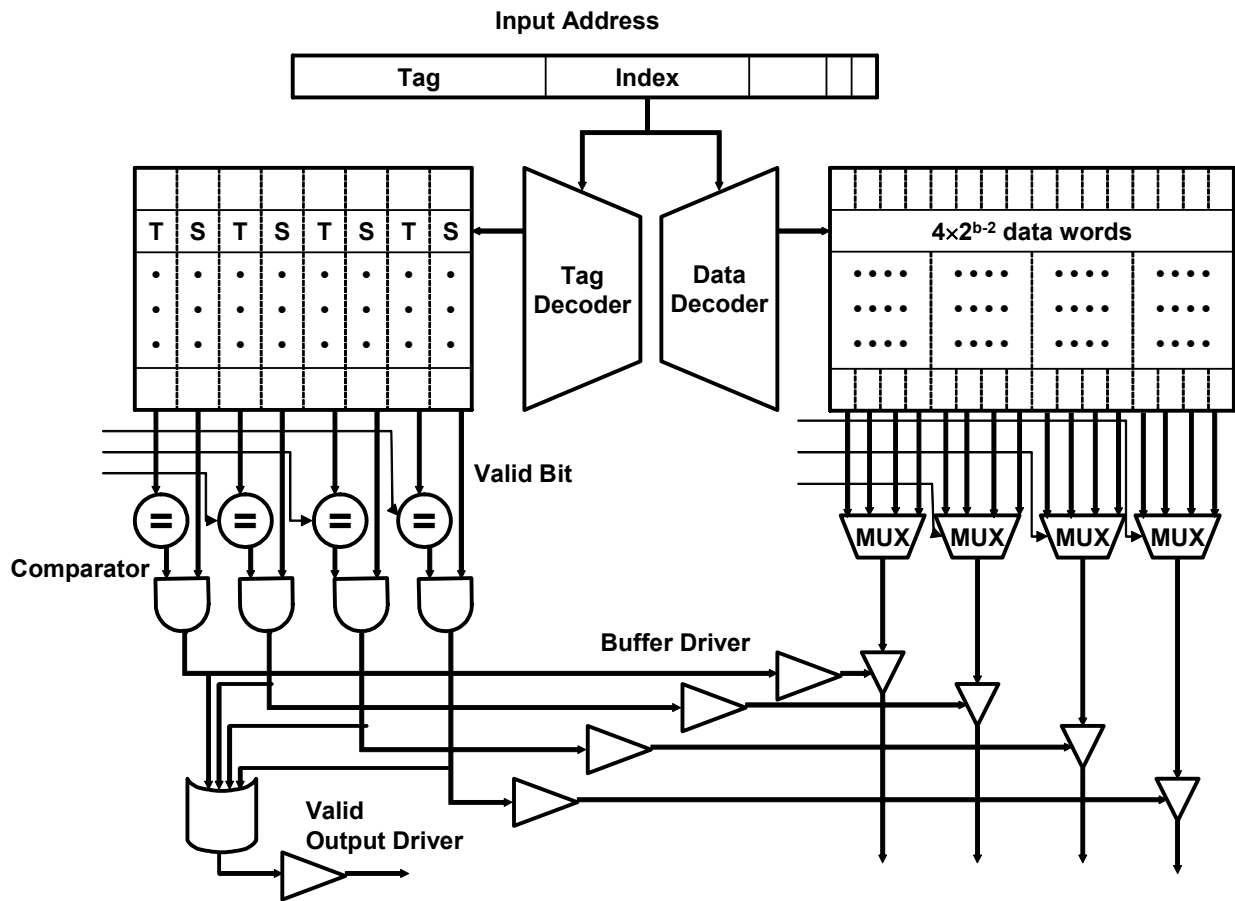 Input Address
Tag Index
T S T S T S T S
Tag
Decoder
Data
Decoder
4×2ᵇ⁻² data words
Valid Bit
= = = =
MUX MUX MUX MUX
Comparator
Buffer Driver
Valid
Output Driver